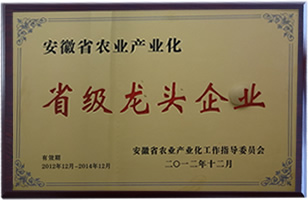 安徽省农业产业化
省级龙头企业
有效期
2012年12月-2014年12月
安徽省农业产业化工作指导委员会
二〇一二年十二月